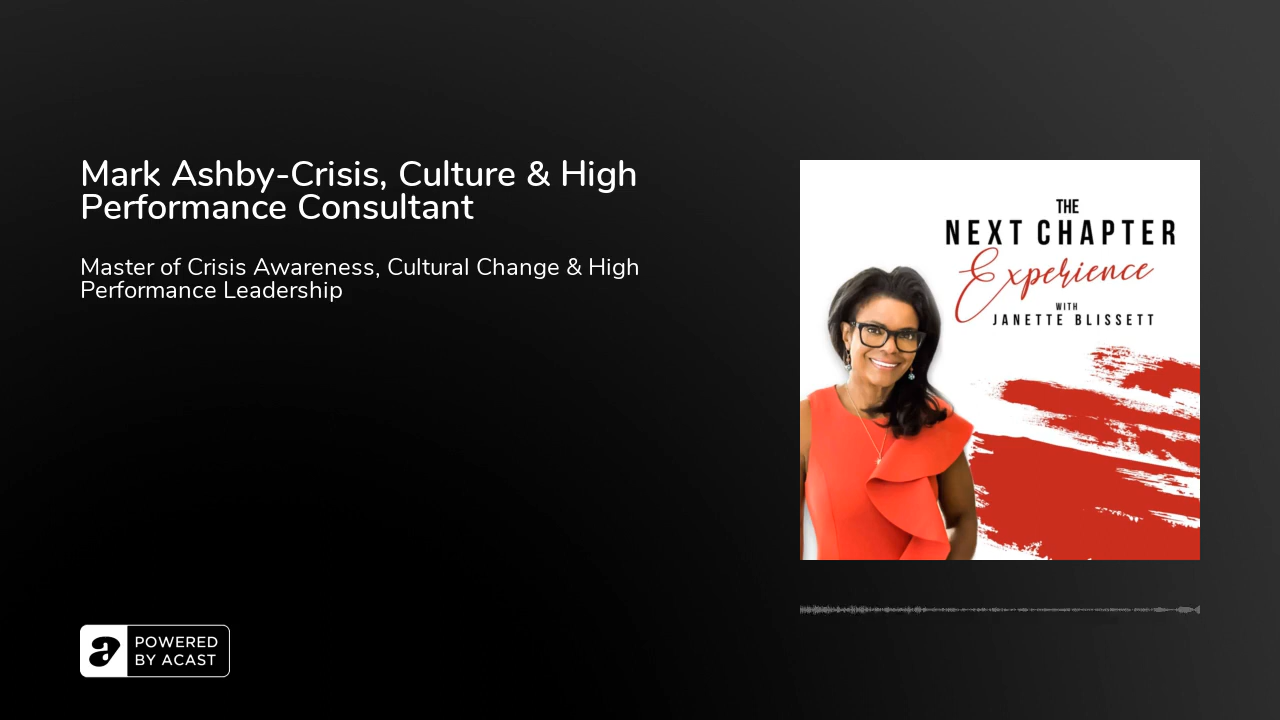 Mark Ashby-Crisis, Culture & High
Performance Consultant
Master of Crisis Awareness, Cultural Change & High
Performance Leadership
THE
NEXT CHAPTER
Experience
WITH
JANETTE BLISSETT
POWERED
BY ACAST